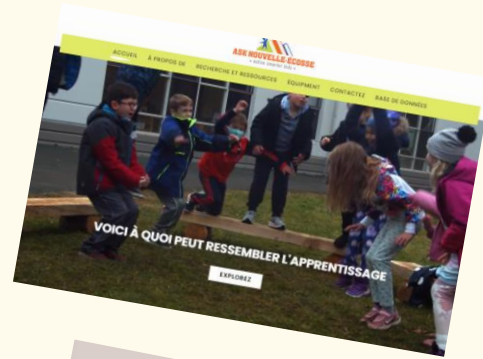 ASK NOUVELLE-ÉCOSSE
ACCUEIL À PROPOS DE RECHERCHE ET RESSOURCES ÉQUIPMENT CONTACTEZ BASE DE DONNÉES
VOICI À QUOI PEUT RESSEMBLER L'APPRENTISSAGE
EXPLOREZ